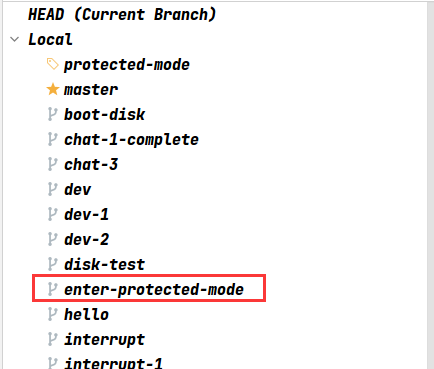 HEAD (Current Branch)
Local
protected-mode
master
boot-disk
chat-1-complete
chat-3
dev
dev-1
dev-2
disk-test
enter-protected-mode
hello
interrupt
interrupt-1